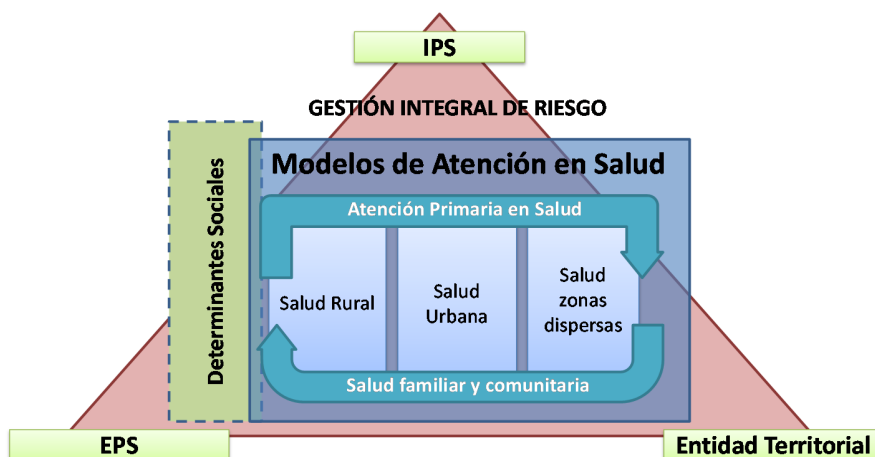 IPS
GESTIÓN INTEGRAL DE RIESGO
Determinantes Sociales
Modelos de Atención en Salud
Atención Primaria en Salud
Salud Rural
Salud
Urbana
Salud
zonas
dispersas
Salud familiar y comunitaria
EPS
Entidad Territorial